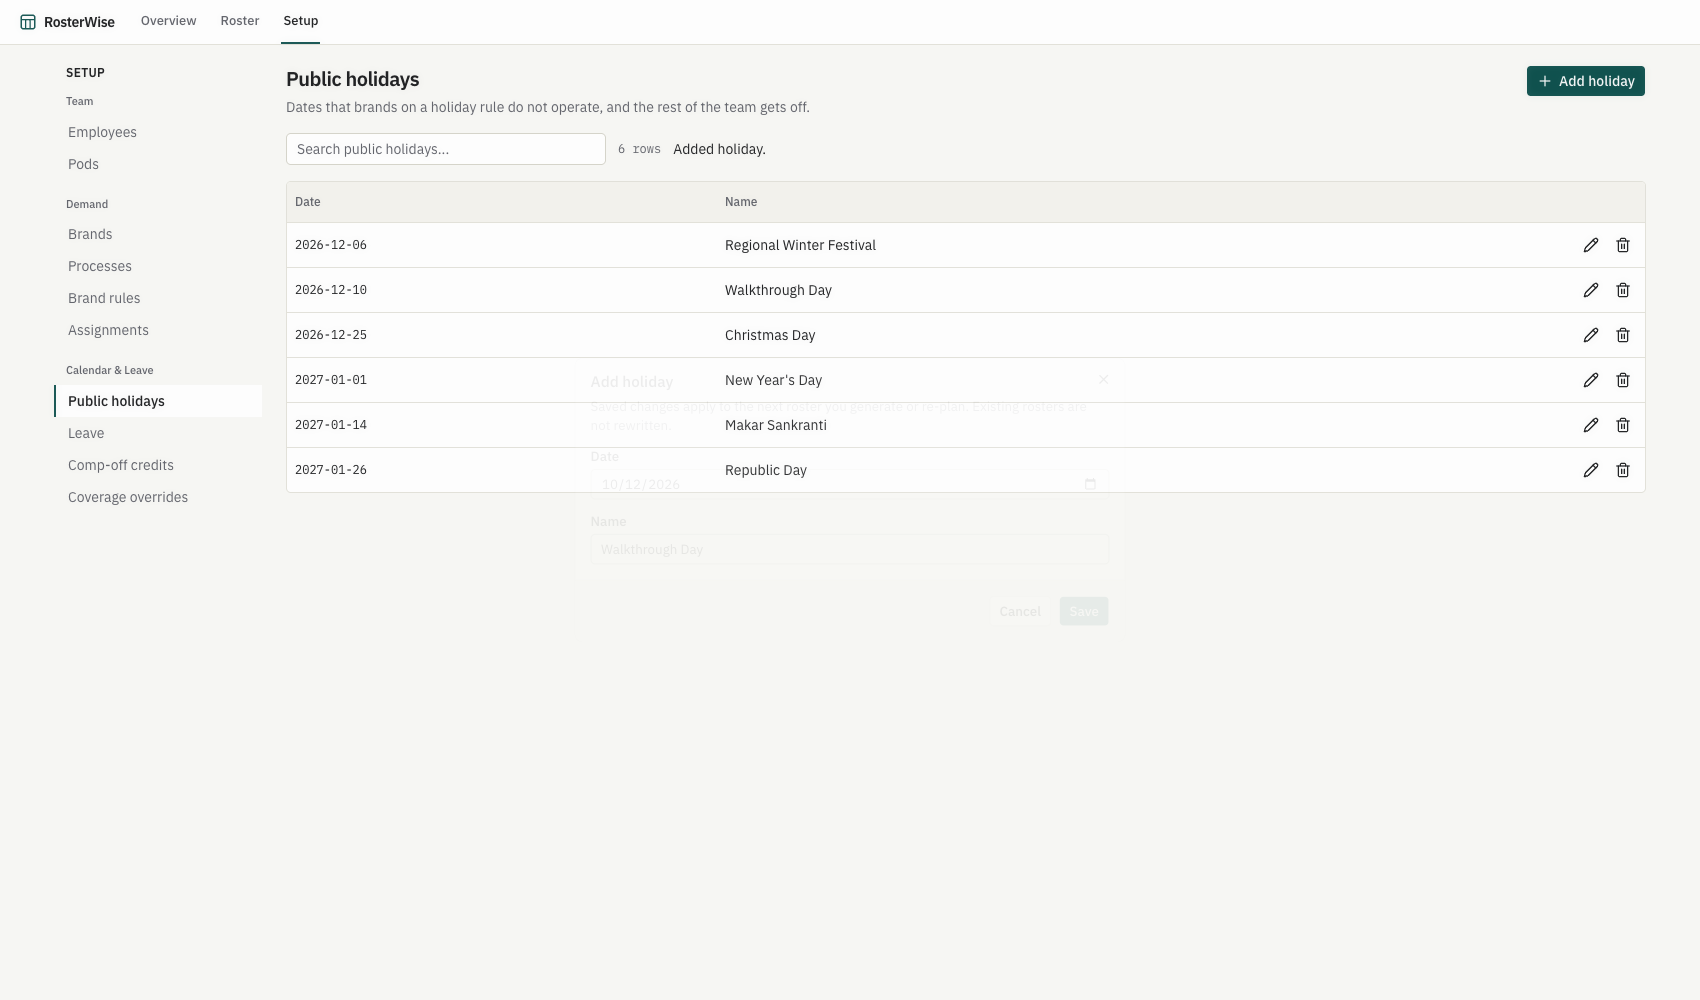 RosterWise
Overview
Roster
Setup
SETUP
Team
Employees
Pods
Demand
Brands
Processes
Brand rules
Assignments
Calendar & Leave
Public holidays
Leave
Comp-off credits
Coverage overrides
Public holidays
Dates that brands on a holiday rule do not operate, and the rest of the team gets off.
+ Add holiday
Search public holidays...
6 rows
Added holiday.
Date Name
2026-12-06 Regional Winter Festival
2026-12-10 Walkthrough Day
2026-12-25 Christmas Day
2027-01-01 New Year's Day
2027-01-14 Makar Sankranti
2027-01-26 Republic Day
Add holiday
Saved changes apply to the next roster you generate or re-plan. Existing rosters are
not rewritten.
Date
10/12/2026
Name
Walkthrough Day
Cancel
Save